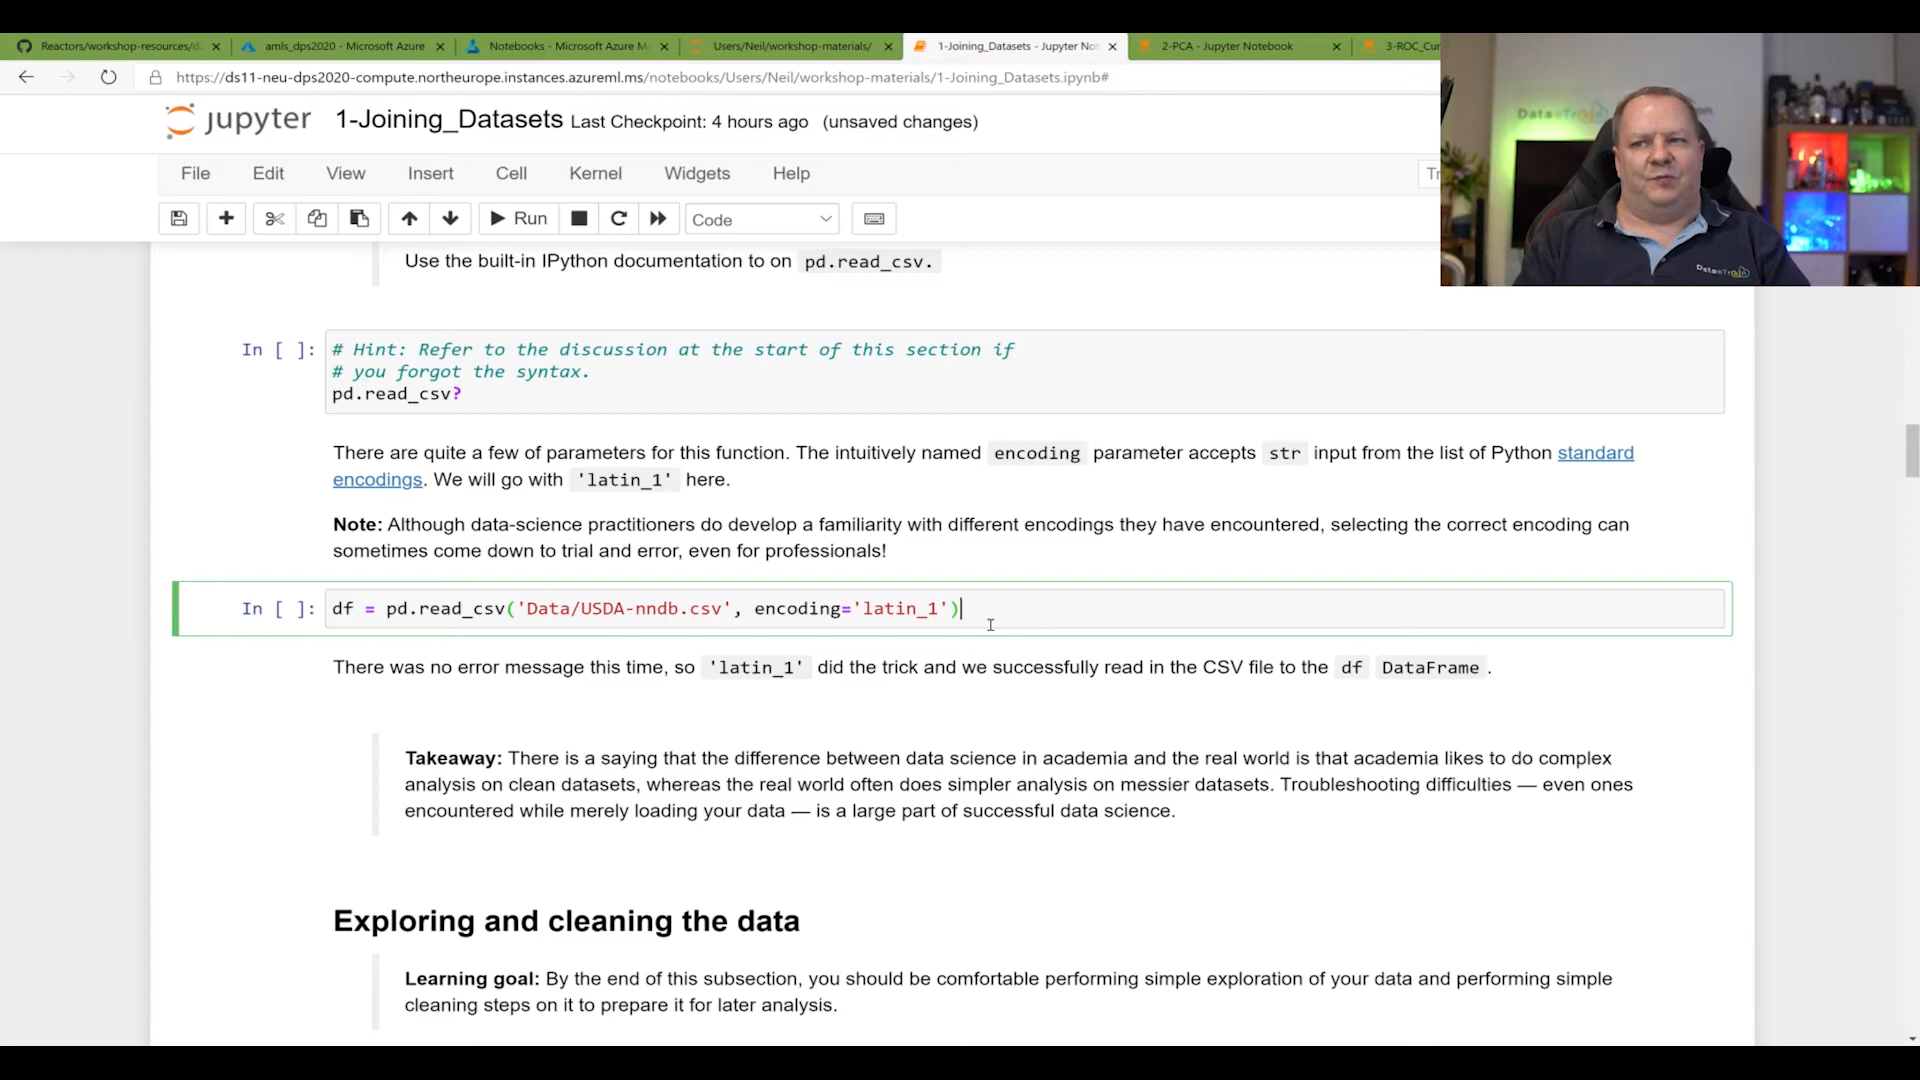 Reactors/workshop-resources/d
amls_dps2020 - Microsoft Azure
Notebooks - Microsoft Azure M
Users/Neil/workshop-materials/
1-Joining_Datasets - Jupyter No
2-PCA - Jupyter Notebook
3-ROC_Cur
https://ds11-neu-dps2020-compute.northeurope.instances.azureml.ms/notebooks/Users/Neil/workshop-materials/1-Joining_Datasets.ipynb#
jupyter 1-Joining_Datasets Last Checkpoint: 4 hours ago (unsaved changes)
File Edit View Insert Cell Kernel Widgets Help Tr
Run Code
Use the built-in IPython documentation to on pd.read_csv.
In [ ]: # Hint: Refer to the discussion at the start of this section if
# you forgot the syntax.
pd.read_csv?
There are quite a few of parameters for this function. The intuitively named encoding parameter accepts str input from the list of Python standard
encodings. We will go with 'latin_1' here.
Note: Although data-science practitioners do develop a familiarity with different encodings they have encountered, selecting the correct encoding can
sometimes come down to trial and error, even for professionals!
In [ ]: df = pd.read_csv('Data/USDA-nndb.csv', encoding='latin_1')
There was no error message this time, so 'latin_1' did the trick and we successfully read in the CSV file to the df DataFrame.
Takeaway: There is a saying that the difference between data science in academia and the real world is that academia likes to do complex
analysis on clean datasets, whereas the real world often does simpler analysis on messier datasets. Troubleshooting difficulties — even ones
encountered while merely loading your data — is a large part of successful data science.
Exploring and cleaning the data
Learning goal: By the end of this subsection, you should be comfortable performing simple exploration of your data and performing simple
cleaning steps on it to prepare it for later analysis.